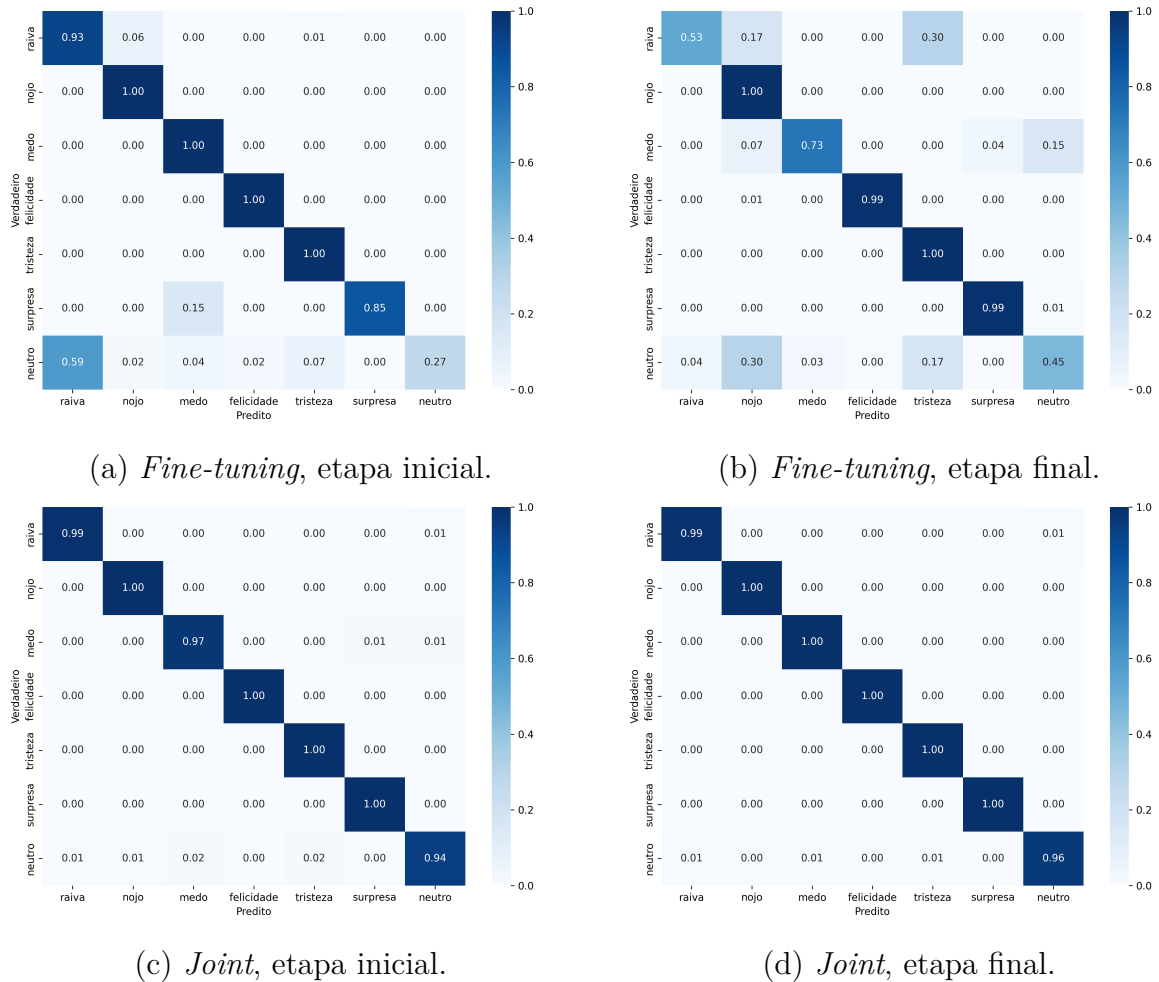 raiva 0.93 0.06 0.00 0.00 0.01 0.00 0.00
nojo 0.00 1.00 0.00 0.00 0.00 0.00 0.00
medo 0.00 0.00 1.00 0.00 0.00 0.00 0.00
felicidade 0.00 0.00 0.00 1.00 0.00 0.00 0.00
tristeza 0.00 0.00 0.00 0.00 1.00 0.00 0.00
surpresa 0.00 0.00 0.15 0.00 0.00 0.85 0.00
neutro 0.59 0.02 0.04 0.02 0.07 0.00 0.27
Verdadeiro
raiva nojo medo felicidade tristeza surpresa neutro
Predito
1.0
0.8
0.6
0.4
0.2
0.0
(a) Fine-tuning, etapa inicial.
raiva 0.53 0.17 0.00 0.00 0.30 0.00 0.00
nojo 0.00 1.00 0.00 0.00 0.00 0.00 0.00
medo 0.00 0.07 0.73 0.00 0.00 0.04 0.15
felicidade 0.00 0.01 0.00 0.99 0.00 0.00 0.00
tristeza 0.00 0.00 0.00 0.00 1.00 0.00 0.00
surpresa 0.00 0.00 0.00 0.00 0.00 0.99 0.01
neutro 0.04 0.30 0.03 0.00 0.17 0.00 0.45
Verdadeiro
raiva nojo medo felicidade tristeza surpresa neutro
Predito
1.0
0.8
0.6
0.4
0.2
0.0
(b) Fine-tuning, etapa final.
raiva 0.99 0.00 0.00 0.00 0.00 0.00 0.01
nojo 0.00 1.00 0.00 0.00 0.00 0.00 0.00
medo 0.00 0.00 0.97 0.00 0.00 0.01 0.01
felicidade 0.00 0.00 0.00 1.00 0.00 0.00 0.00
tristeza 0.00 0.00 0.00 0.00 1.00 0.00 0.00
surpresa 0.00 0.00 0.00 0.00 0.00 1.00 0.00
neutro 0.01 0.01 0.02 0.00 0.02 0.00 0.94
Verdadeiro
raiva nojo medo felicidade tristeza surpresa neutro
Predito
1.0
0.8
0.6
0.4
0.2
0.0
(c) Joint, etapa inicial.
raiva 0.99 0.00 0.00 0.00 0.00 0.00 0.01
nojo 0.00 1.00 0.00 0.00 0.00 0.00 0.00
medo 0.00 0.00 1.00 0.00 0.00 0.00 0.00
felicidade 0.00 0.00 0.00 1.00 0.00 0.00 0.00
tristeza 0.00 0.00 0.00 0.00 1.00 0.00 0.00
surpresa 0.00 0.00 0.00 0.00 0.00 1.00 0.00
neutro 0.01 0.00 0.01 0.00 0.01 0.00 0.96
Verdadeiro
raiva nojo medo felicidade tristeza surpresa neutro
Predito
1.0
0.8
0.6
0.4
0.2
0.0
(d) Joint, etapa final.